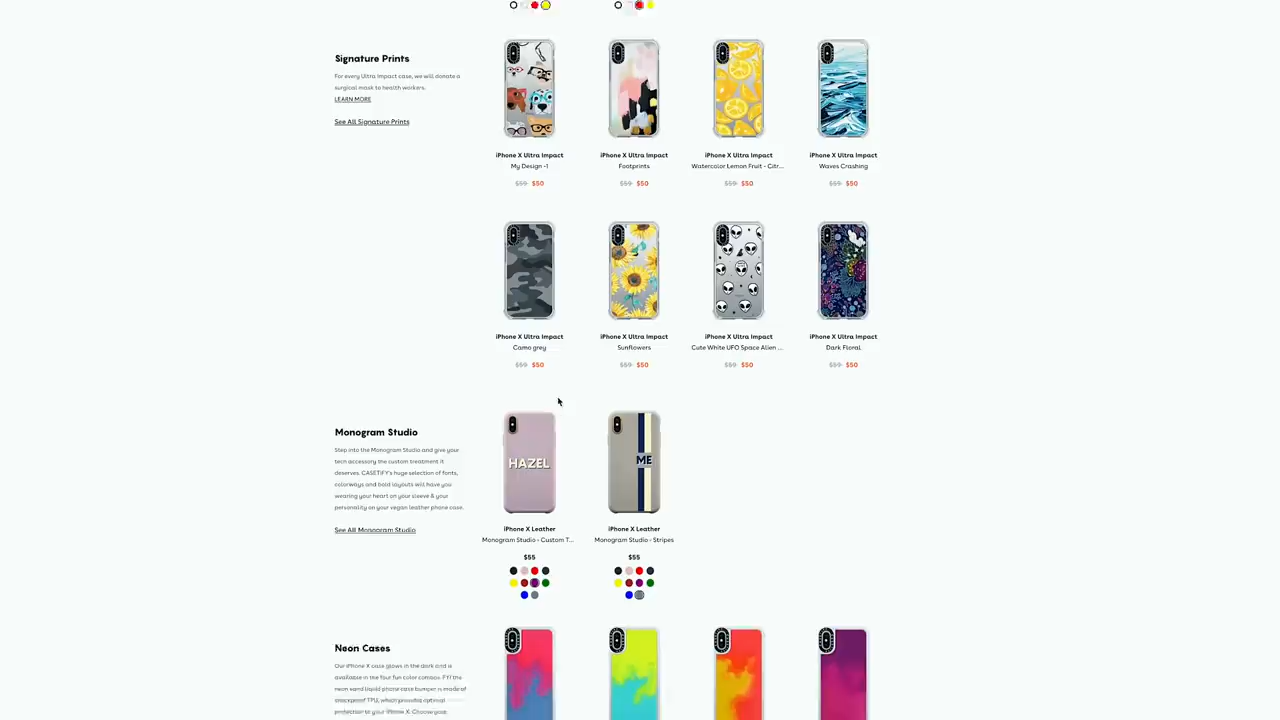 Signature Prints
For every Ultra Impact case, we will donate a
surgical mask to health workers.
LEARN MORE
See All Signature Prints
iPhone X Ultra Impact
My Design -1
$59 $50
iPhone X Ultra Impact
Footprints
$59 $50
iPhone X Ultra Impact
Watercolor Lemon Fruit - Citr...
$59 $50
iPhone X Ultra Impact
Waves Crashing
$59 $50
iPhone X Ultra Impact
Camo grey
$59 $50
iPhone X Ultra Impact
Sunflowers
$59 $50
iPhone X Ultra Impact
Cute White UFO Space Alien ...
$59 $50
iPhone X Ultra Impact
Dark Floral
$59 $50
Monogram Studio
Step into the Monogram Studio and give your
tech accessory the custom treatment it
deserves. CASETiFY's huge selection of fonts,
colorways and bold layouts will have you
wearing your heart on your sleeve & your
personality on your vegan leather phone case.
See All Monogram Studio
HAZEL
iPhone X Leather
Monogram Studio - Custom T...
$55
ME
iPhone X Leather
Monogram Studio - Stripes
$55
Neon Cases
Our iPhone X case glows in the dark and is
available in the four fun color combos. FYI the
neon sand liquid phone case bumper is made of
shockproof TPU, which provides optimal
protection to your iPhone X. Choose your